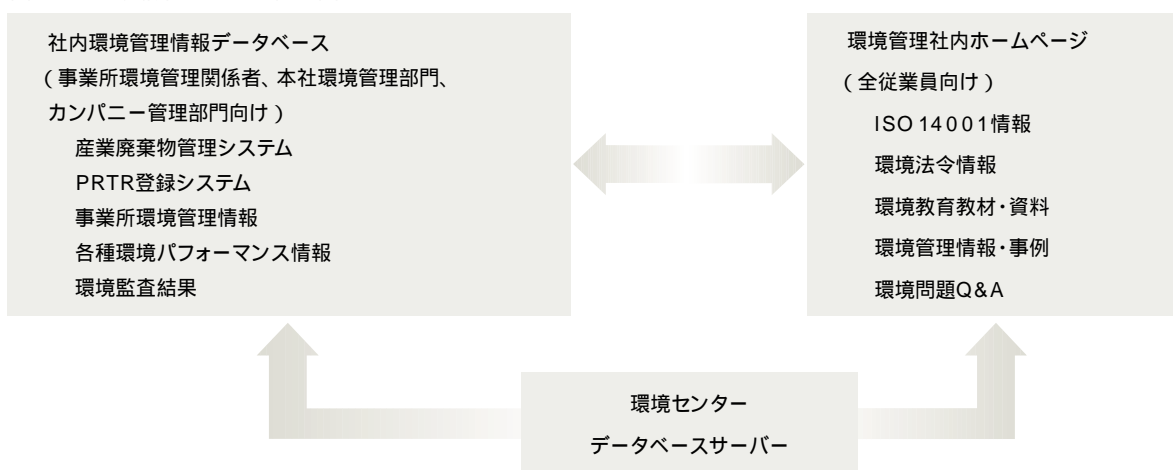 社内環境管理情報データベース
(事業所環境管理関係者、本社環境管理部門、
カンパニー管理部門向け)
産業廃棄物管理システム
PRTR登録システム
事業所環境管理情報
各種環境パフォーマンス情報
環境監査結果
環境管理社内ホームページ
(全従業員向け)
ISO 14001情報
環境法令情報
環境教育教材・資料
環境管理情報・事例
環境問題Q&A
環境センター
データベースサーバー